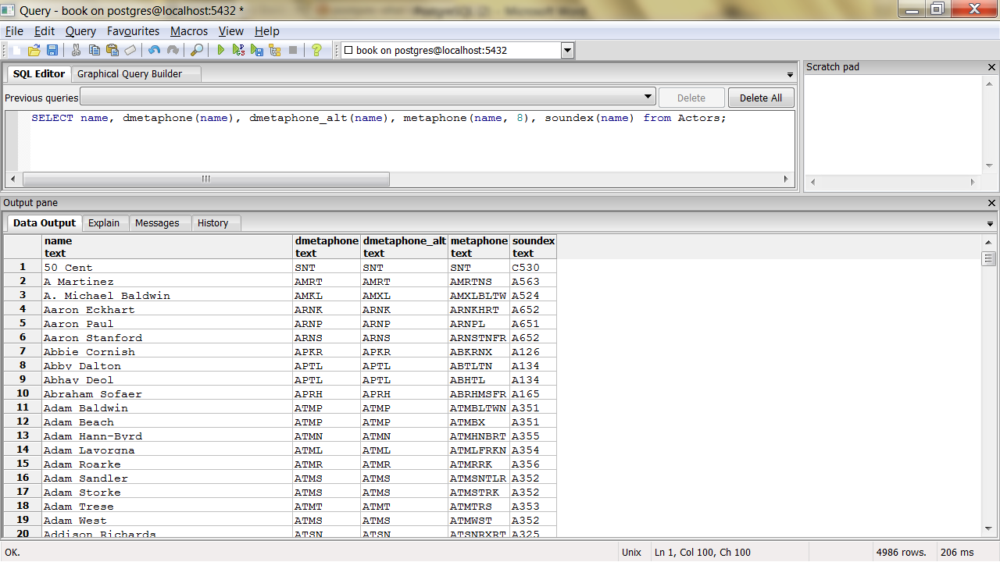 Query - book on postgres@localhost:5432 *
File Edit Query Favourites Macros View Help
book on postgres@localhost:5432
SQL Editor Graphical Query Builder
Scratch pad
Previous queries Delete Delete All
SELECT name, dmetaphone(name), dmetaphone_alt(name), metaphone(name, 8), soundex(name) from Actors;
Output pane
Data Output Explain Messages History
name dmetaphone dmetaphone_alt metaphone soundex
text text text text text
1 50 Cent SNT SNT SNT C530
2 A Martinez AMRT AMRT AMRTNS A563
3 A. Michael Baldwin AMKL AMXL AMXLBLTW A524
4 Aaron Eckhart ARNK ARNK ARNKHRT A652
5 Aaron Paul ARNP ARNP ARNPL A651
6 Aaron Stanford ARNS ARNS ARNSTNFR A652
7 Abbie Cornish APKR APKR ABKRNX A126
8 Abby Dalton APTL APTL ABTLTN A134
9 Abhay Deol APTL APTL ABHTL A134
10 Abraham Sofaer APRH APRH ABRHMSFR A165
11 Adam Baldwin ATMP ATMP ATMBLTWN A351
12 Adam Beach ATMP ATMP ATMBX A351
13 Adam Hann-Byrd ATMN ATMN ATMHNBRT A355
14 Adam Lavorgna ATML ATML ATMLFRKN A354
15 Adam Roarke ATMR ATMR ATMRRK A356
16 Adam Sandler ATMS ATMS ATMSNTLR A352
17 Adam Storke ATMS ATMS ATMSTRK A352
18 Adam Trese ATMT ATMT ATMTRS A353
19 Adam West ATMS ATMS ATMWST A352
20 Addison Richards ATSN ATSN ATSNRXRT A325
OK. Unix Ln 1, Col 100, Ch 100 4986 rows. 206 ms